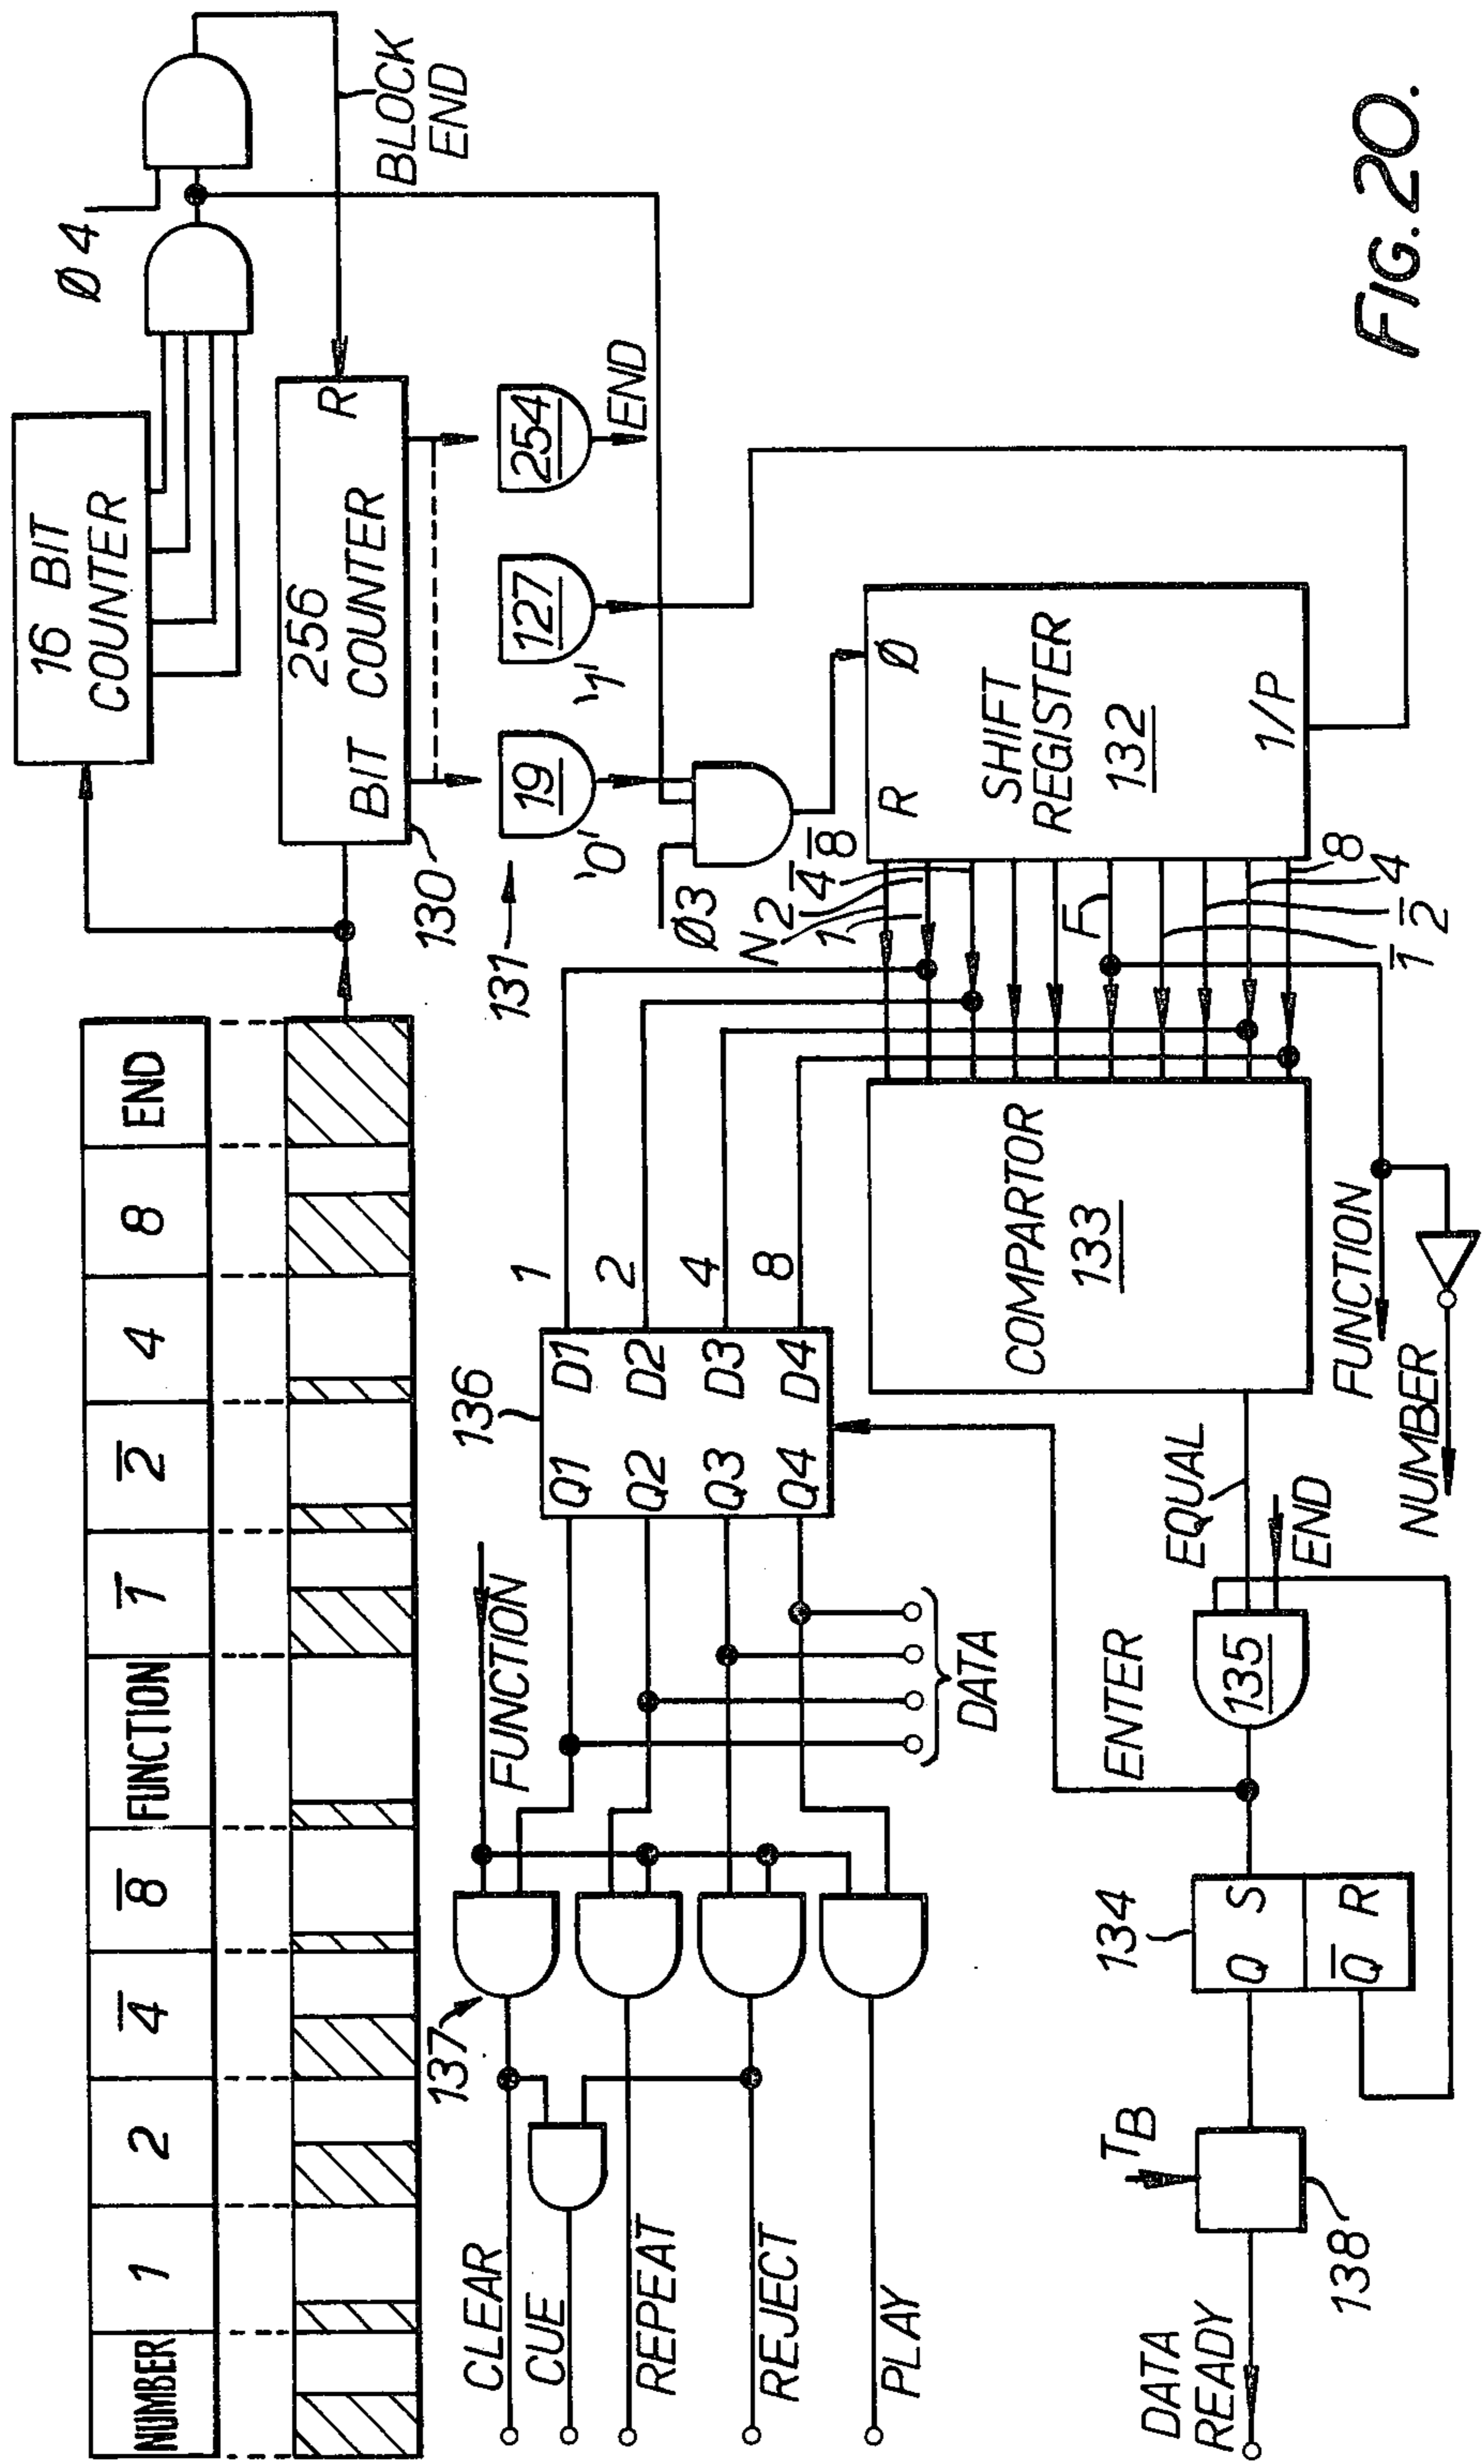 NUMBER 1 2 4̅ 8̅ FUNCTION 1̅ 2̅ 4 8 END
16 BIT
COUNTER
Ø4
BLOCK
END
256
BIT COUNTER
R
130
131
19
'0'
127
'1'
254
END
Ø3
R
Ø
SHIFT
REGISTER
132
1/P
N
1
2
4̅
8̅
F
1̅
2̅
4
8
COMPARTOR
133
136
Q1 D1
Q2 D2
Q3 D3
Q4 D4
1
2
4
8
FUNCTION
DATA
137
CLEAR
CUE
REPEAT
REJECT
PLAY
FUNCTION
NUMBER
EQUAL
END
135
ENTER
134
Q S
Q̅ R
TB
138
DATA
READY
FIG. 20.